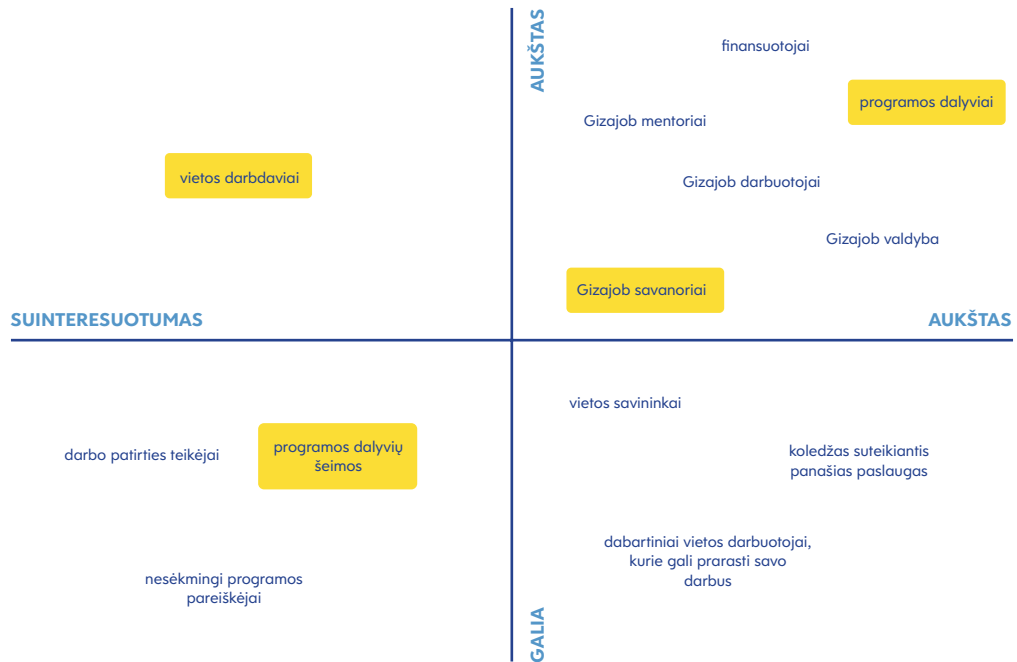 AUKŠTAS
finansuotojai
programos dalyviai
Gizajob mentoriai
vietos darbdaviai
Gizajob darbuotojai
Gizajob valdyba
Gizajob savanoriai
SUINTERESUOTUMAS
AUKŠTAS
vietos savininkai
darbo patirties teikėjai
programos dalyvių
šeimos
koledžas suteikiantis
panašias paslaugas
dabartiniai vietos darbuotojai,
kurie gali prarasti savo
darbus
nesėkmingi programos
pareiškėjai
GALIA